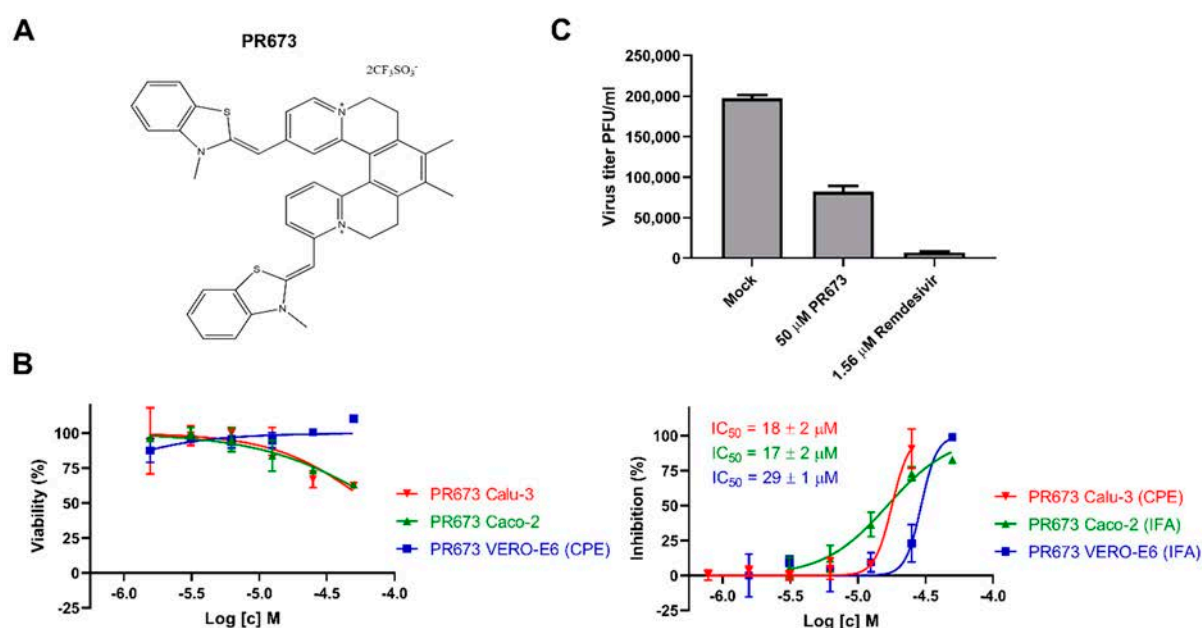 A
PR673
2CF3SO3-
S
N
N+
N+
S
N
C
Virus titer PFU/ml
250,000
200,000
150,000
100,000
50,000
0
Mock
50 µM PR673
1.56 µM Remdesivir
B
Viability (%)
100
75
50
25
0
-25
-6.0
-5.5
-5.0
-4.5
-4.0
Log [c] M
PR673 Calu-3
PR673 Caco-2
PR673 VERO-E6 (CPE)
Inhibition (%)
100
75
50
25
0
-25
-6.0
-5.5
-5.0
-4.5
-4.0
Log [c] M
IC50 = 18 ± 2 µM
IC50 = 17 ± 2 µM
IC50 = 29 ± 1 µM
PR673 Calu-3 (CPE)
PR673 Caco-2 (IFA)
PR673 VERO-E6 (IFA)